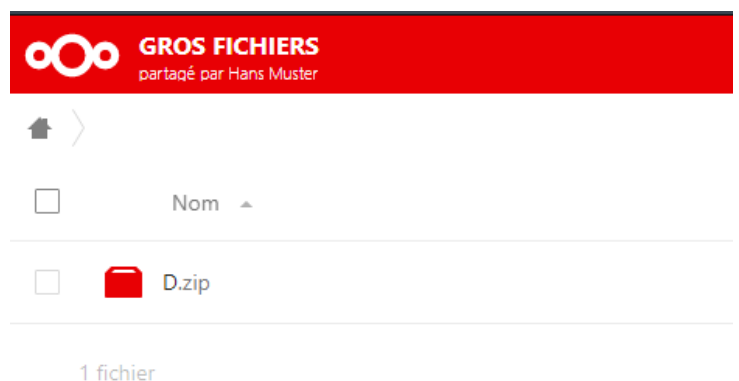 GROS FICHIERS
partagé par Hans Muster
Nom
D.zip
1 fichier